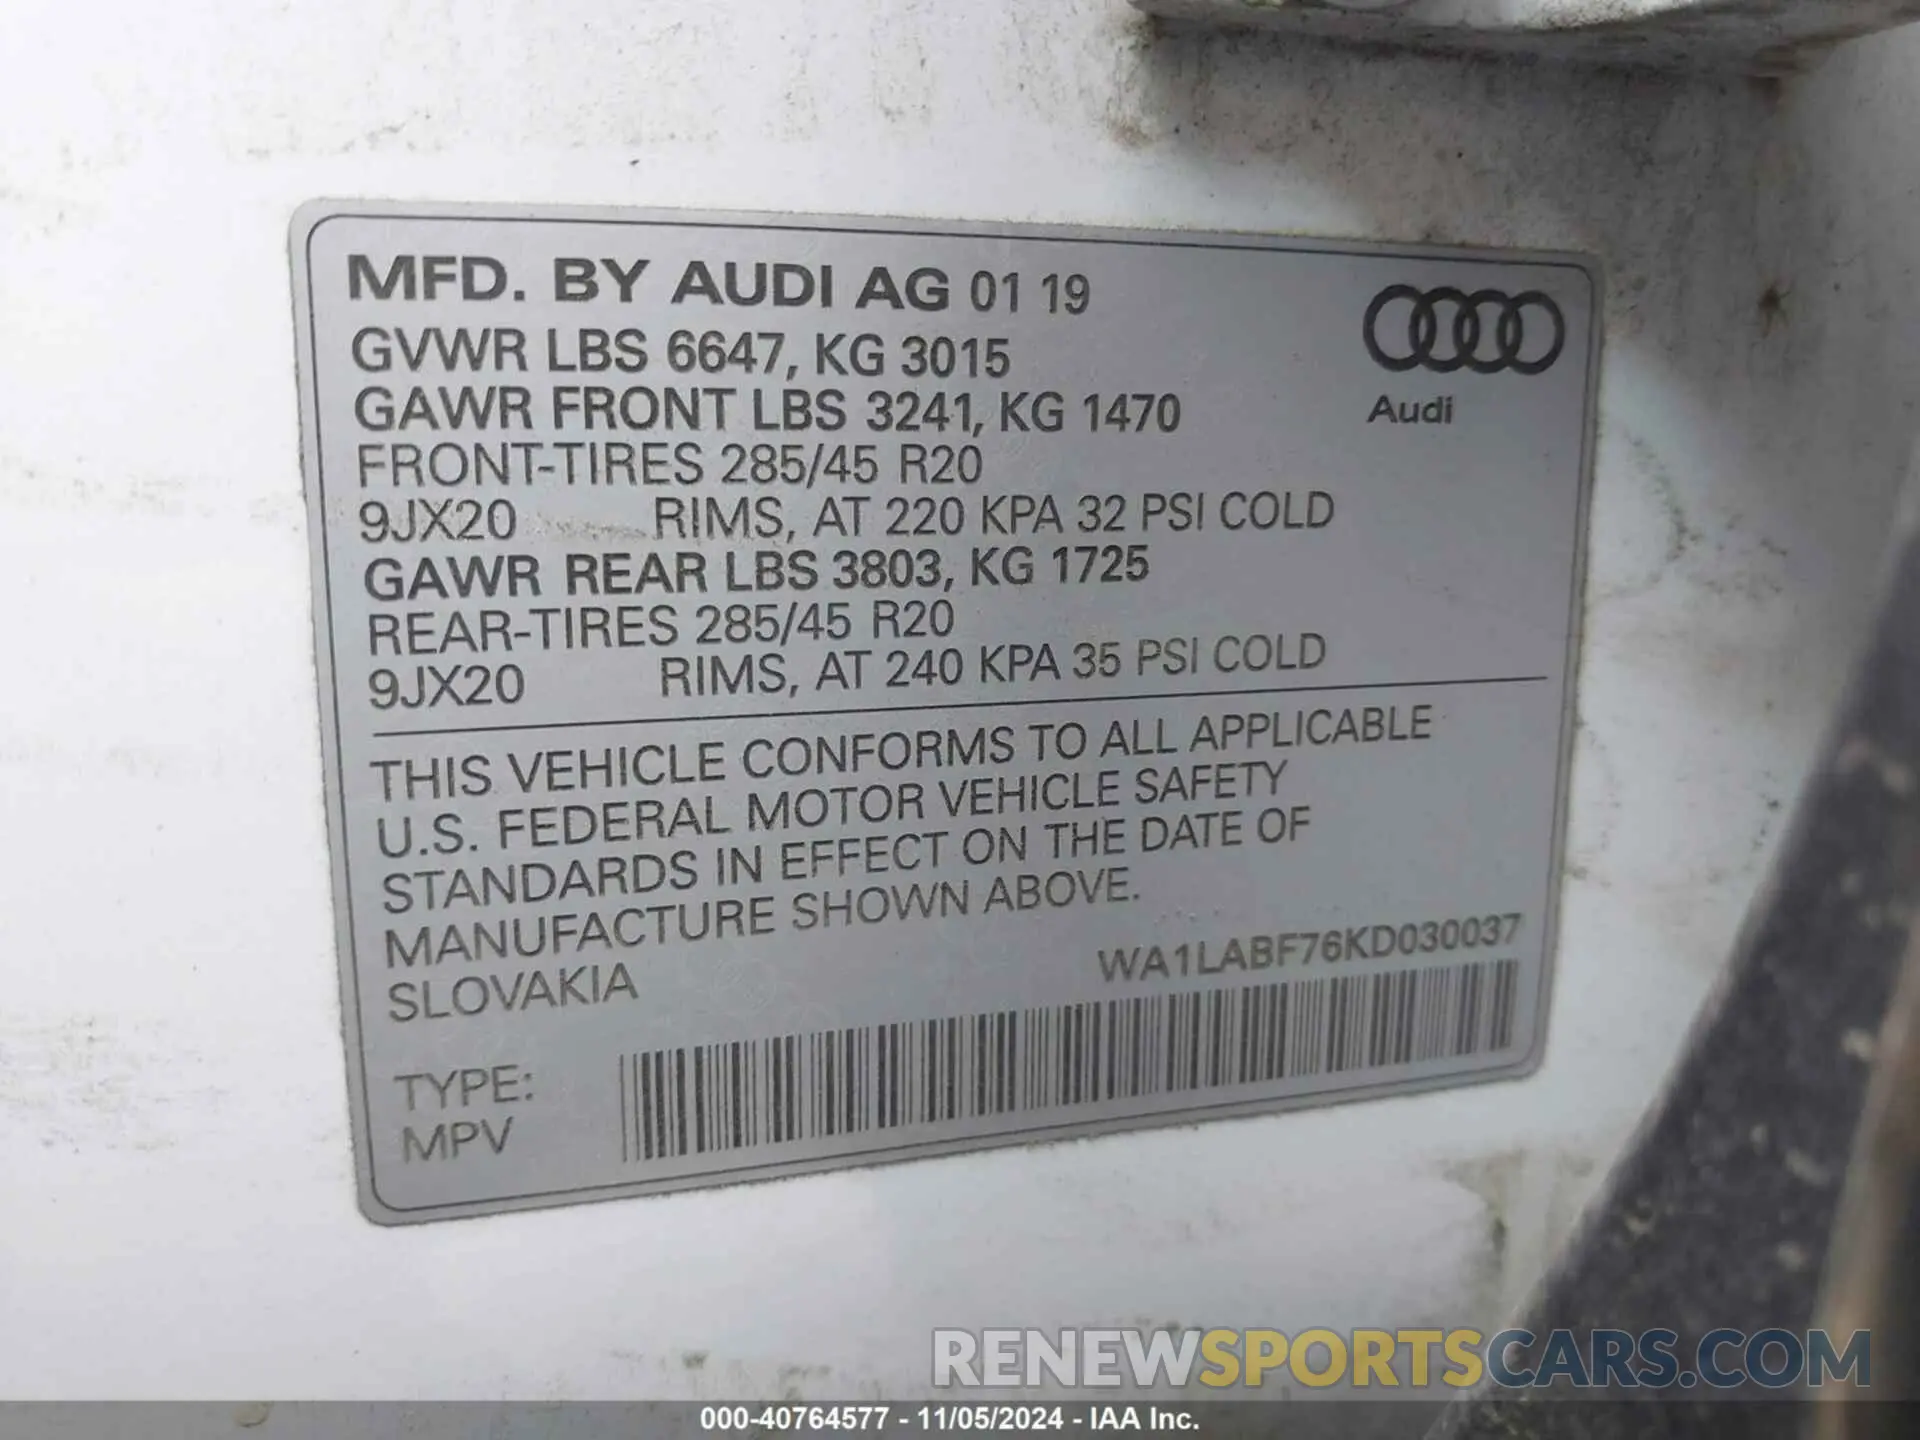 MFD. BY AUDI AG 01 19
GVWR LBS 6647, KG 3015
GAWR FRONT LBS 3241, KG 1470
Audi
FRONT-TIRES 285/45 R20
9JX20 RIMS, AT 220 KPA 32 PSI COLD
GAWR REAR LBS 3803, KG 1725
REAR-TIRES 285/45 R20
9JX20 RIMS, AT 240 KPA 35 PSI COLD
THIS VEHICLE CONFORMS TO ALL APPLICABLE
U.S. FEDERAL MOTOR VEHICLE SAFETY
STANDARDS IN EFFECT ON THE DATE OF
MANUFACTURE SHOWN ABOVE.
SLOVAKIA
WA1LABF76KD030037
TYPE:
MPV
RENEWSPORTSCARS.COM
000-40764577 - 11/05/2024 - IAA Inc.